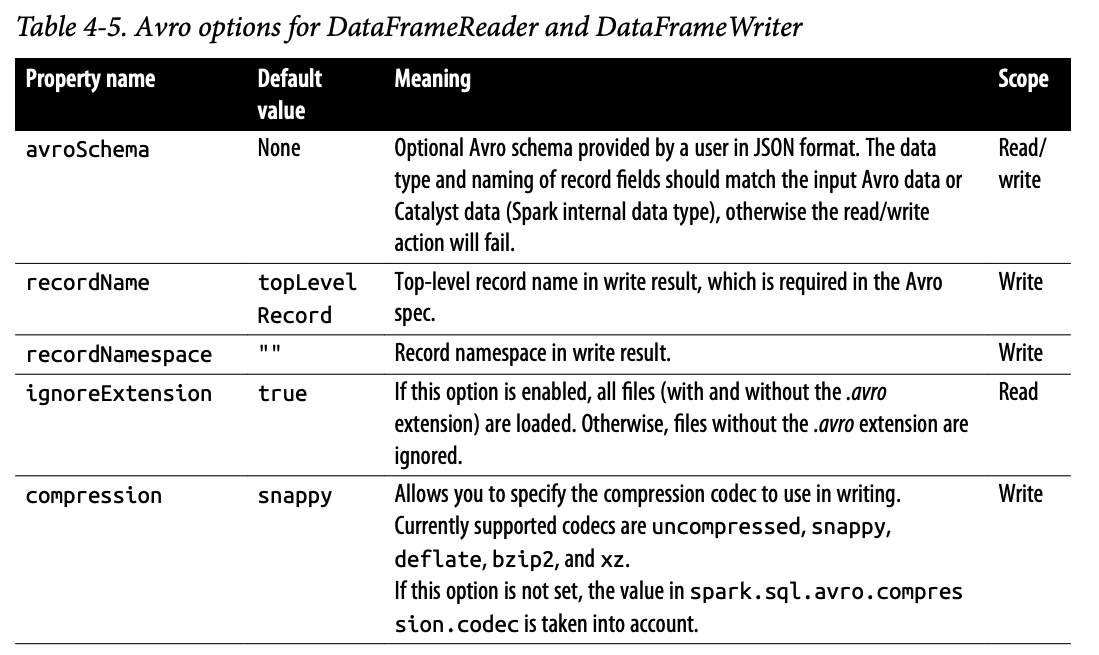 Table 4-5. Avro options for DataFrameReader and DataFrameWriter
Property name Default value Meaning Scope
avroSchema None Optional Avro schema provided by a user in JSON format. The data Read/
type and naming of record fields should match the input Avro data or write
Catalyst data (Spark internal data type), otherwise the read/write
action will fail.
recordName topLevel Top-level record name in write result, which is required in the Avro Write
Record spec.
recordNamespace "" Record namespace in write result. Write
ignoreExtension true If this option is enabled, all files (with and without the .avro Read
extension) are loaded. Otherwise, files without the .avro extension are
ignored.
compression snappy Allows you to specify the compression codec to use in writing. Write
Currently supported codecs are uncompressed, snappy,
deflate, bzip2, and xz.
If this option is not set, the value in spark.sql.avro.compres
sion.codec is taken into account.